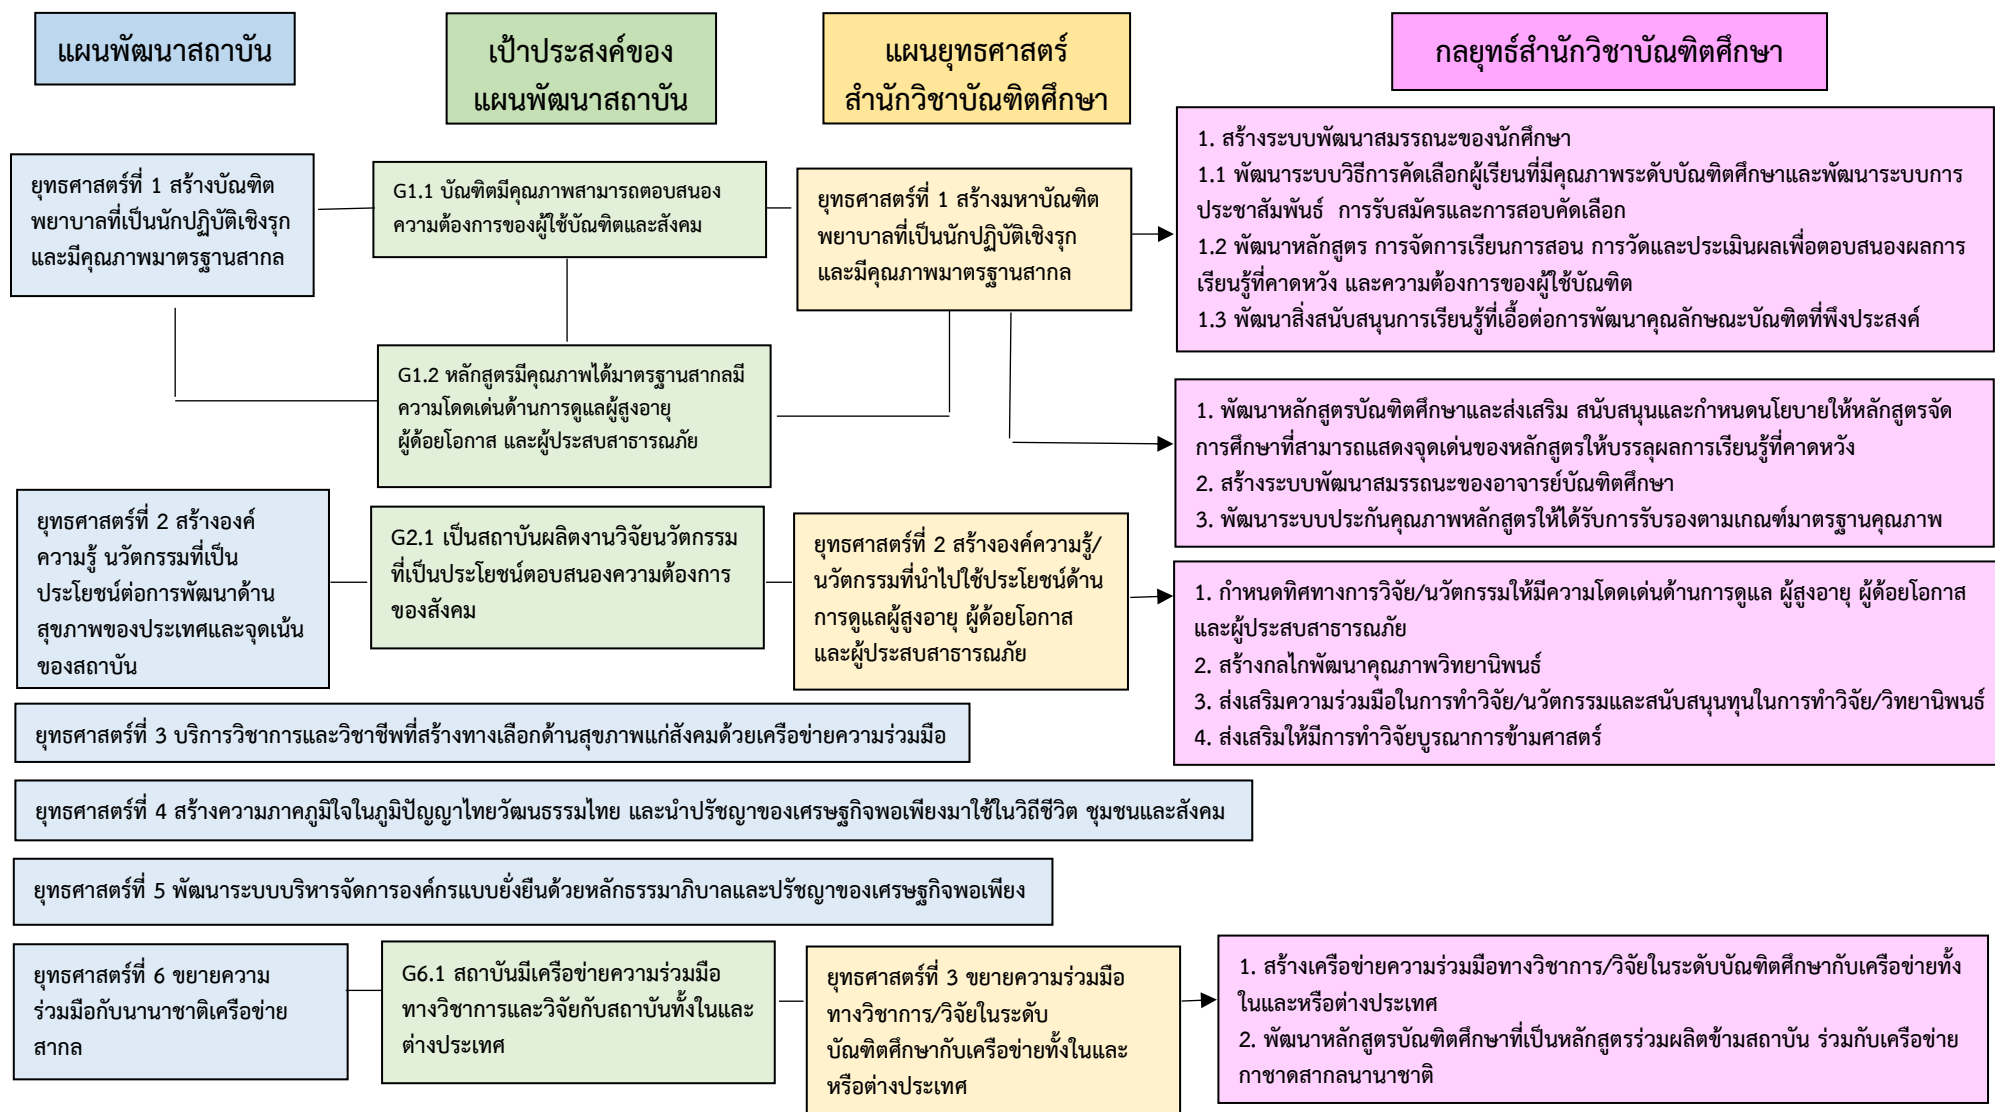 แผนพัฒนาสถาบัน
เป้าประสงค์ของ
แผนพัฒนาสถาบัน
แผนยุทธศาสตร์
สำนักวิชาบัณฑิตศึกษา
กลยุทธ์สำนักวิชาบัณฑิตศึกษา
ยุทธศาสตร์ที่ 1 สร้างบัณฑิต
พยาบาลที่เป็นนักปฏิบัติเชิงรุก
และมีคุณภาพมาตรฐานสากล
G1.1 บัณฑิตมีคุณภาพสามารถตอบสนอง
ความต้องการของผู้ใช้บัณฑิตและสังคม
ยุทธศาสตร์ที่ 1 สร้างมหาบัณฑิต
พยาบาลที่เป็นนักปฏิบัติเชิงรุก
และมีคุณภาพมาตรฐานสากล
1. สร้างระบบพัฒนาสมรรถนะของนักศึกษา
1.1 พัฒนาระบบวิธีการคัดเลือกผู้เรียนที่มีคุณภาพระดับบัณฑิตศึกษาและพัฒนาระบบการ
ประชาสัมพันธ์ การรับสมัครและการสอบคัดเลือก
1.2 พัฒนาหลักสูตร การจัดการเรียนการสอน การวัดและประเมินผลเพื่อตอบสนองผลการ
เรียนรู้ที่คาดหวัง และความต้องการของผู้ใช้บัณฑิต
1.3 พัฒนาสิ่งสนับสนุนการเรียนรู้ที่เอื้อต่อการพัฒนาคุณลักษณะบัณฑิตที่พึงประสงค์
G1.2 หลักสูตรมีคุณภาพได้มาตรฐานสากลมี
ความโดดเด่นด้านการดูแลผู้สูงอายุ
ผู้ด้อยโอกาส และผู้ประสบสาธารณภัย
1. พัฒนาหลักสูตรบัณฑิตศึกษาและส่งเสริม สนับสนุนและกำหนดนโยบายให้หลักสูตรจัด
การศึกษาที่สามารถแสดงจุดเด่นของหลักสูตรให้บรรลุผลการเรียนรู้ที่คาดหวัง
2. สร้างระบบพัฒนาสมรรถนะของอาจารย์บัณฑิตศึกษา
3. พัฒนาระบบประกันคุณภาพหลักสูตรให้ได้รับการรับรองตามเกณฑ์มาตรฐานคุณภาพ
ยุทธศาสตร์ที่ 2 สร้างองค์
ความรู้ นวัตกรรมที่เป็น
ประโยชน์ต่อการพัฒนาด้าน
สุขภาพของประเทศและจุดเน้น
ของสถาบัน
G2.1 เป็นสถาบันผลิตงานวิจัยนวัตกรรม
ที่เป็นประโยชน์ตอบสนองความต้องการ
ของสังคม
ยุทธศาสตร์ที่ 2 สร้างองค์ความรู้/
นวัตกรรมที่นำไปใช้ประโยชน์ด้าน
การดูแลผู้สูงอายุ ผู้ด้อยโอกาส
และผู้ประสบสาธารณภัย
1. กำหนดทิศทางการวิจัย/นวัตกรรมให้มีความโดดเด่นด้านการดูแล ผู้สูงอายุ ผู้ด้อยโอกาส
และผู้ประสบสาธารณภัย
2. สร้างกลไกพัฒนาคุณภาพวิทยานิพนธ์
3. ส่งเสริมความร่วมมือในการทำวิจัย/นวัตกรรมและสนับสนุนทุนในการทำวิจัย/วิทยานิพนธ์
4. ส่งเสริมให้มีการทำวิจัยบูรณาการข้ามศาสตร์
ยุทธศาสตร์ที่ 3 บริการวิชาการและวิชาชีพที่สร้างทางเลือกด้านสุขภาพแก่สังคมด้วยเครือข่ายความร่วมมือ
ยุทธศาสตร์ที่ 4 สร้างความภาคภูมิใจในภูมิปัญญาไทยวัฒนธรรมไทย และนำปรัชญาของเศรษฐกิจพอเพียงมาใช้ในวิถีชีวิต ชุมชนและสังคม
ยุทธศาสตร์ที่ 5 พัฒนาระบบบริหารจัดการองค์กรแบบยั่งยืนด้วยหลักธรรมาภิบาลและปรัชญาของเศรษฐกิจพอเพียง
ยุทธศาสตร์ที่ 6 ขยายความ
ร่วมมือกับนานาชาติเครือข่าย
สากล
G6.1 สถาบันมีเครือข่ายความร่วมมือ
ทางวิชาการและวิจัยกับสถาบันทั้งในและ
ต่างประเทศ
ยุทธศาสตร์ที่ 3 ขยายความร่วมมือ
ทางวิชาการ/วิจัยในระดับ
บัณฑิตศึกษากับเครือข่ายทั้งในและ
หรือต่างประเทศ
1. สร้างเครือข่ายความร่วมมือทางวิชาการ/วิจัยในระดับบัณฑิตศึกษากับเครือข่ายทั้ง
ในและหรือต่างประเทศ
2. พัฒนาหลักสูตรบัณฑิตศึกษาที่เป็นหลักสูตรร่วมผลิตข้ามสถาบัน ร่วมกับเครือข่าย
กาชาดสากลนานาชาติ